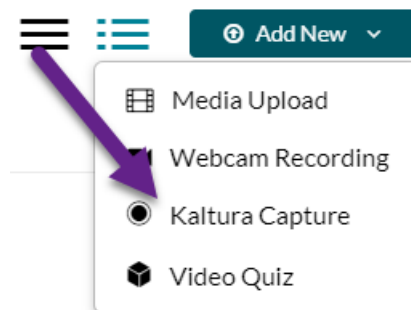 Add New
Media Upload
Webcam Recording
Kaltura Capture
Video Quiz